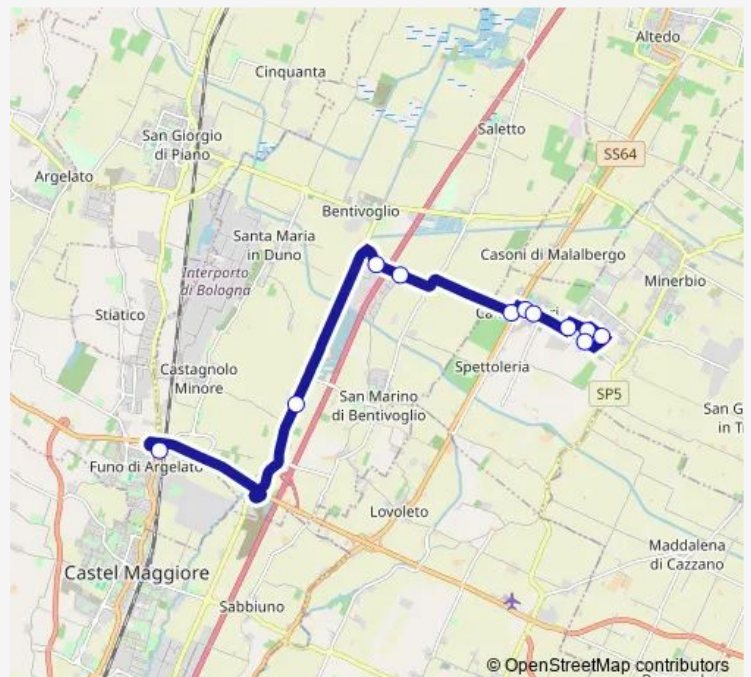 Altedo
Cinquanta
San Giorgio
di Piano
Saletto
SS64
Argelato
Bentivoglio
Santa Maria
in Duno
Casoni di Malalbergo
Interporto
di Bologna
Minerbio
Stiatico
Castagnolo
Minore
Spettoleria
San Marino
di Bentivoglio
SP5
San G
in Tr
Funo di Argelato
Lovoleto
Castel Maggiore
Maddalena
di Cazzano
Sabbiuno
© OpenStreetMap contributors